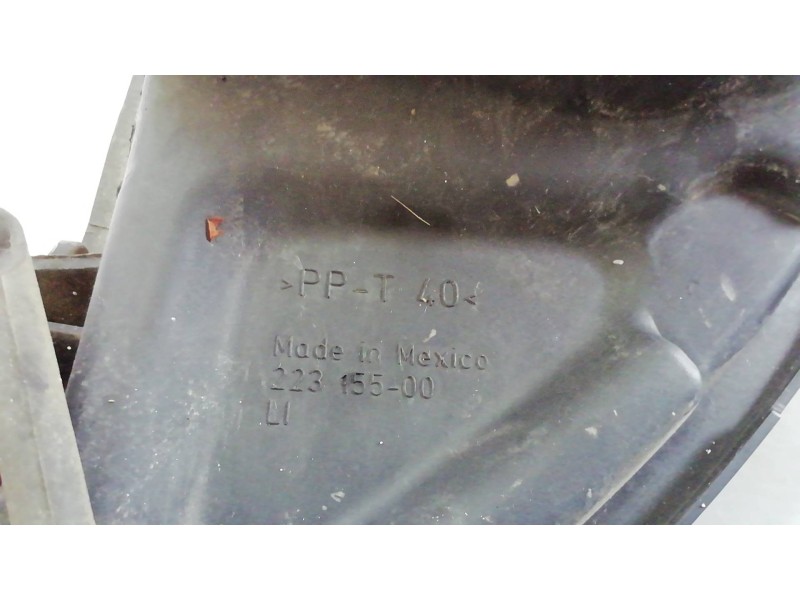 >PP-T 40<
Made in Mexico
223 155-00
LI